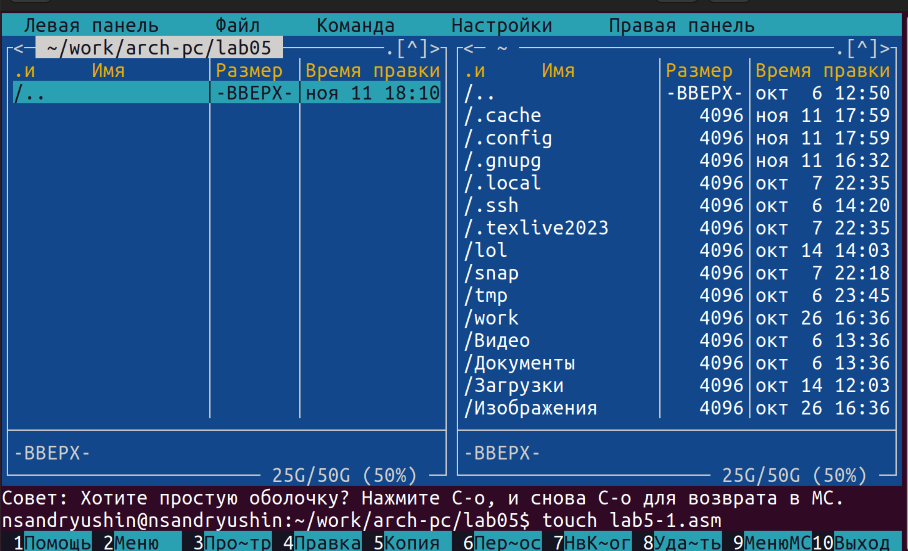 Левая панель Файл Команда Настройки Правая панель
<─ ~/work/arch-pc/lab05 .[^]> <─ ~ .[^]>
.и Имя Размер Время правки .и Имя Размер Время правки
/.. -ВВЕРХ- ноя 11 18:10 /.. -ВВЕРХ- окт 6 12:50
/.cache 4096 ноя 11 17:59
/.config 4096 ноя 11 17:59
/.gnupg 4096 ноя 11 16:32
/.local 4096 окт 7 22:35
/.ssh 4096 окт 6 14:20
/.texlive2023 4096 окт 7 22:35
/lol 4096 окт 14 14:03
/snap 4096 окт 7 22:18
/tmp 4096 окт 6 23:45
/work 4096 окт 26 16:36
/Видео 4096 окт 6 13:36
/Документы 4096 окт 6 13:36
/Загрузки 4096 окт 14 12:03
/Изображения 4096 окт 26 16:36
-ВВЕРХ- -ВВЕРХ-
25G/50G (50%) 25G/50G (50%)
Совет: Хотите простую оболочку? Нажмите C-o, и снова C-o для возврата в MC.
nsandryushin@nsandryushin:~/work/arch-pc/lab05$ touch lab5-1.asm
1Помощь 2Меню 3Про~тр 4Правка 5Копия 6Пер~ос 7НвК~ог 8Уда~ть 9МенюMC 10Выход